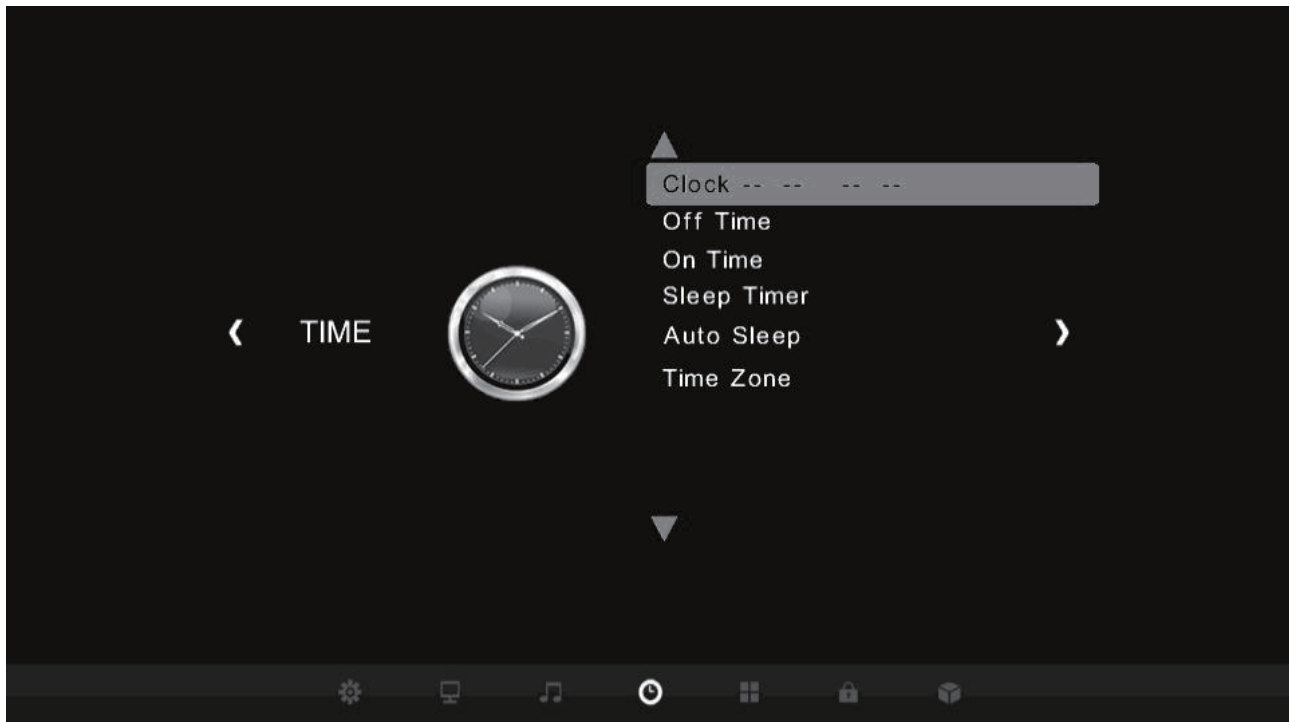 TIME
Clock -- --  -- --
Off Time
On Time
Sleep Timer
Auto Sleep
Time Zone